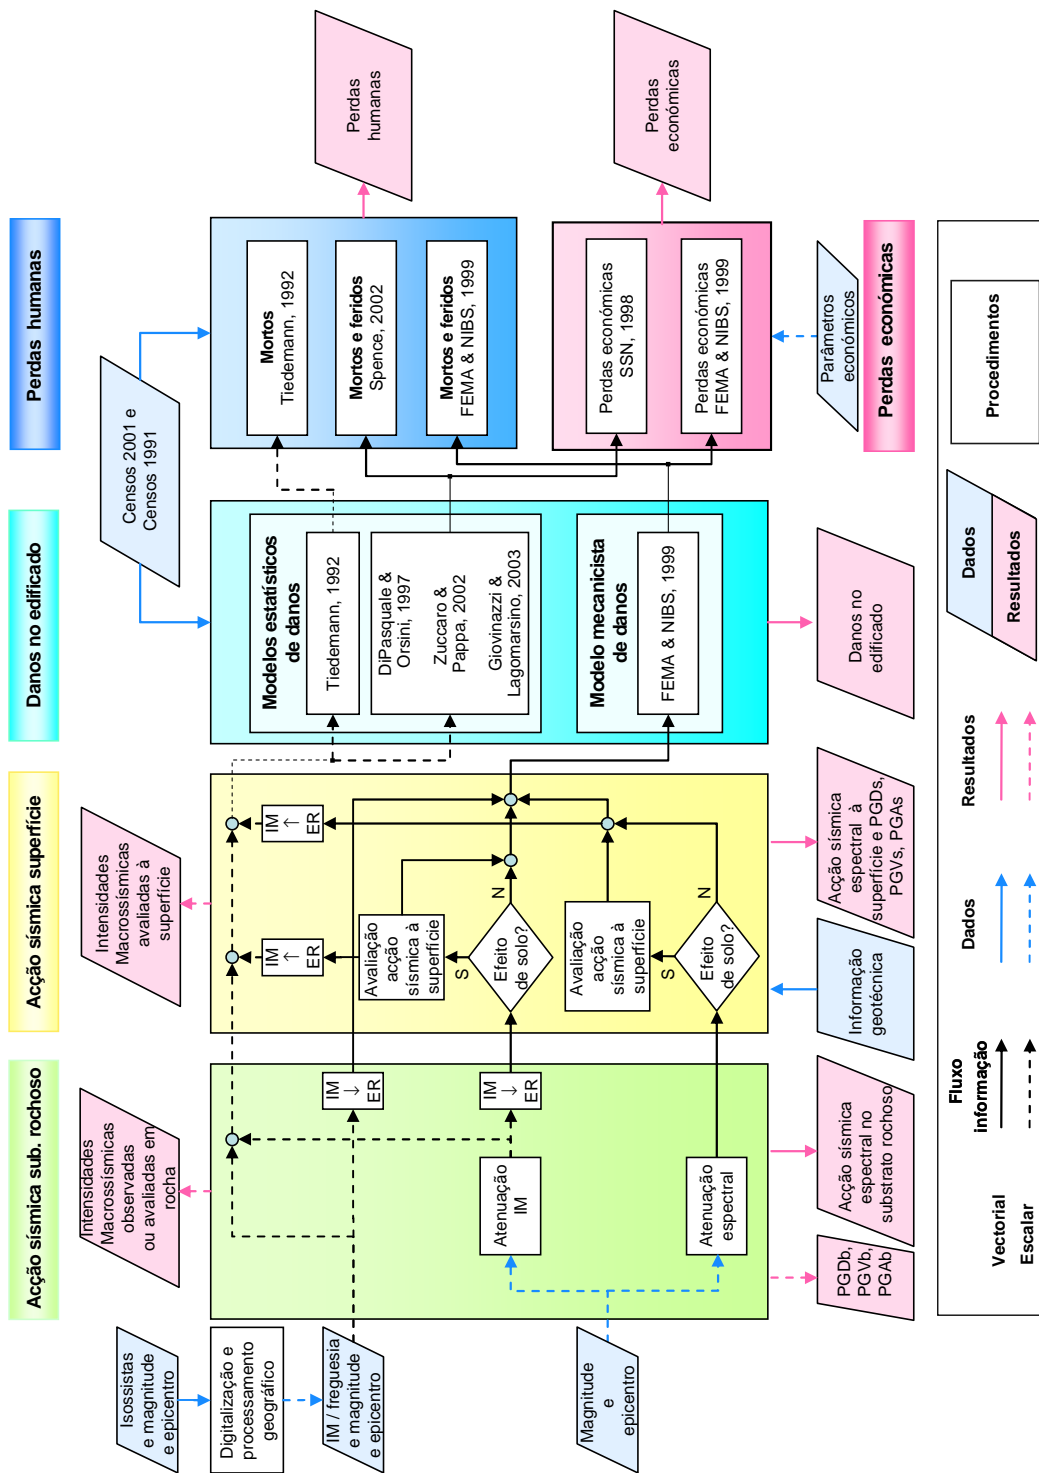 Acção sísmica sub. rochoso
Acção sísmica superfície
Danos no edificado
Perdas humanas
Isossistas
e magnitude
e epicentro
Digitalização e
processamento
geográfico
IM / freguesia
e magnitude
e epicentro
Magnitude
e
epicentro
Intensidades
Macrossísmicas
observadas
ou avaliadas em
rocha
IM
↓
ER
IM
↓
ER
Atenuação
IM
Atenuação
espectral
PGDb,
PGVb,
PGAb
Acção sísmica
espectral no
substrato rochoso
Intensidades
Macrossísmicas
avaliadas à
superfície
IM
↑
ER
IM
↑
ER
Avaliação
acção
sísmica à
superfície
S
Efeito
de solo?
N
Avaliação
acção
sísmica à
superfície
S
Efeito
de solo?
N
Informação
geotécnica
Acção sísmica
espectral à
superfície e PGDs,
PGVs, PGAs
Censos 2001 e
Censos 1991
Modelos estatísticos
de danos
Tiedemann, 1992
DiPasquale &
Orsini, 1997
Zuccaro &
Pappa, 2002
Giovinazzi &
Lagomarsino, 2003
Modelo mecanicista
de danos
FEMA & NIBS, 1999
Danos no
edificado
Mortos
Tiedemann, 1992
Mortos e feridos
Spence, 2002
Mortos e feridos
FEMA & NIBS, 1999
Perdas económicas
SSN, 1998
Perdas económicas
FEMA & NIBS, 1999
Parâmetros
económicos
Perdas económicas
Perdas
humanas
Perdas
económicas
Vectorial
Escalar
Fluxo
informação
Dados
Resultados
Dados
Resultados
Procedimentos